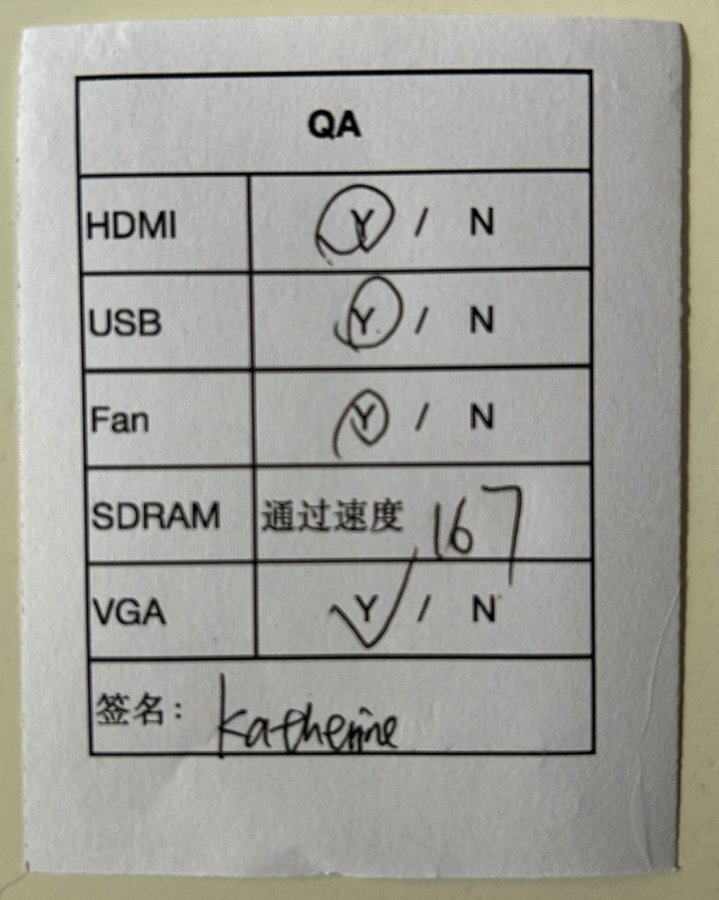 QA
HDMI Y / N
USB Y / N
Fan Y / N
SDRAM 通过速度 167
VGA Y / N
签名: Katherine